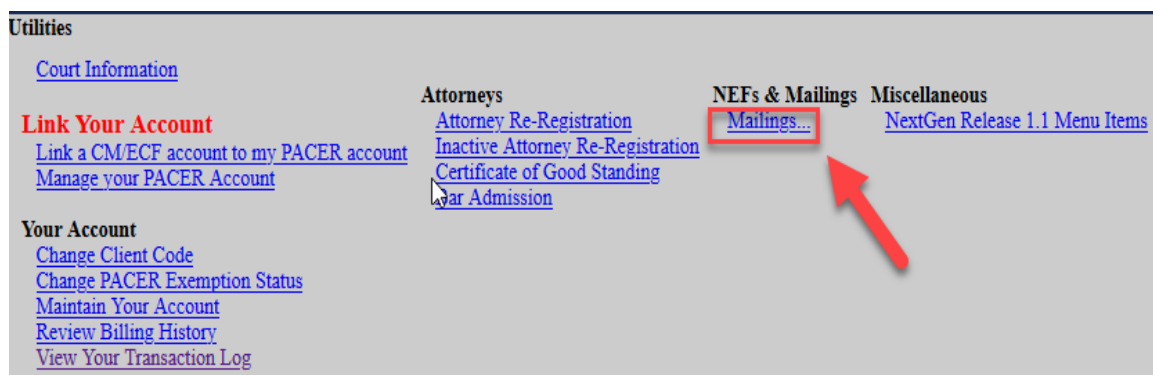 Utilities
Court Information
Link Your Account
Link a CM/ECF account to my PACER account
Manage your PACER Account
Your Account
Change Client Code
Change PACER Exemption Status
Maintain Your Account
Review Billing History
View Your Transaction Log
Attorneys
Attorney Re-Registration
Inactive Attorney Re-Registration
Certificate of Good Standing
Bar Admission
NEFs & Mailings
Mailings...
Miscellaneous
NextGen Release 1.1 Menu Items